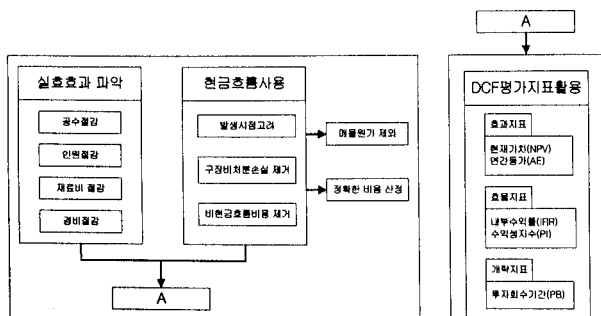 실효효과 파악
공수절감
인원절감
재료비 절감
경비절감
현금흐름사용
발생시점고려
구장비처분손실 제거
비현금흐름비용 제거
매몰원가 제외
정확한 비용 산정
A
A
DCF평가지표활용
효과지표
현재가치(NPV)
연간등가(AE)
효율지표
내부수익률(IRR)
수익성지수(PI)
개략지표
투자회수기간(PB)